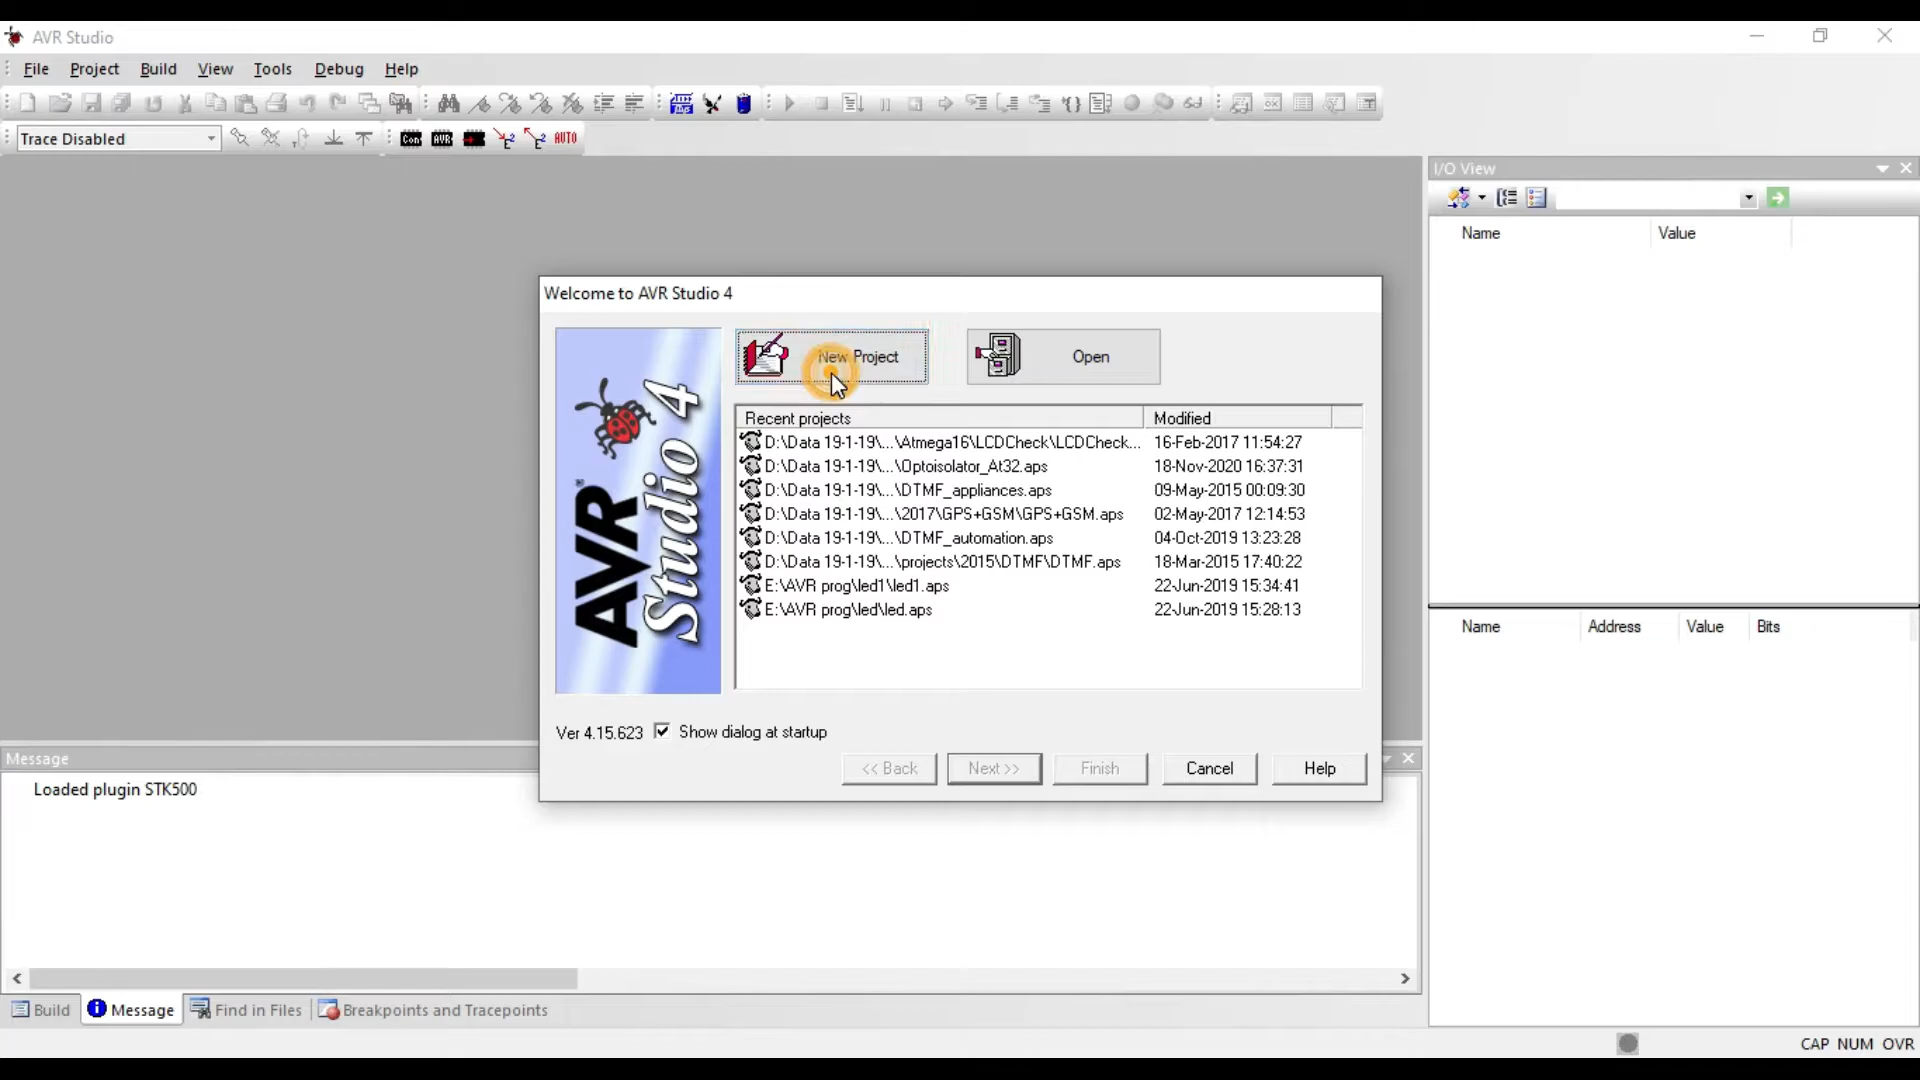 AVR Studio
File Project Build View Tools Debug Help
Trace Disabled
Con AVR AUTO
I/O View
Name Value
Welcome to AVR Studio 4
New Project Open
AVR Studio 4
Recent projects Modified
D:\Data 19-1-19\...\Atmega16\LCDCheck\LCDCheck... 16-Feb-2017 11:54:27
D:\Data 19-1-19\...\Optoisolator_At32.aps 18-Nov-2020 16:37:31
D:\Data 19-1-19\...\DTMF_appliances.aps 09-May-2015 00:09:30
D:\Data 19-1-19\...\2017\GPS+GSM\GPS+GSM.aps 02-May-2017 12:14:53
D:\Data 19-1-19\...\DTMF_automation.aps 04-Oct-2019 13:23:28
D:\Data 19-1-19\...\projects\2015\DTMF\DTMF.aps 18-Mar-2015 17:40:22
E:\AVR prog\led1\led1.aps 22-Jun-2019 15:34:41
E:\AVR prog\led\led.aps 22-Jun-2019 15:28:13
Name Address Value Bits
Ver 4.15.623 Show dialog at startup
<< Back Next >> Finish Cancel Help
Message
Loaded plugin STK500
Build Message Find in Files Breakpoints and Tracepoints
CAP NUM OVR